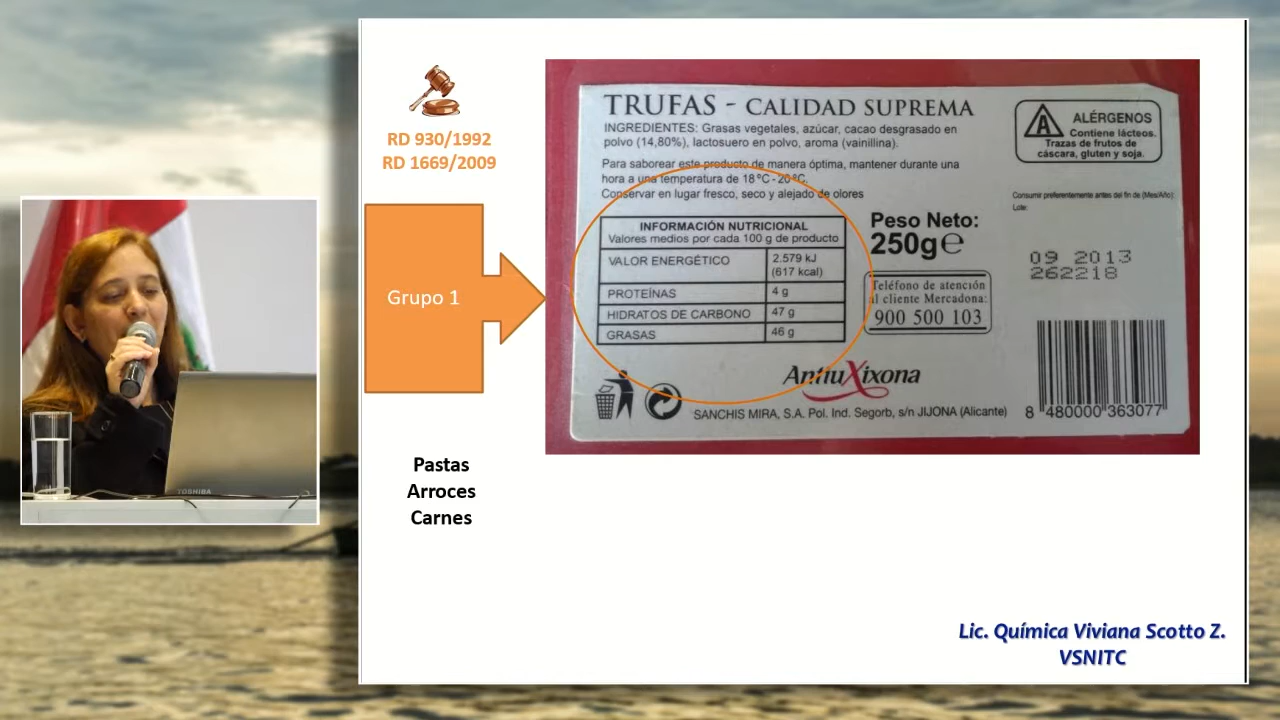 RD 930/1992
RD 1669/2009
Grupo 1
Pastas
Arroces
Carnes
TRUFAS - CALIDAD SUPREMA
INGREDIENTES: Grasas vegetales, azúcar, cacao desgrasado en
polvo (14,80%), lactosuero en polvo, aroma (vainillina).
Para saborear este producto de manera óptima, mantener durante una
hora a una temperatura de 18ºC - 20ºC.
Conservar en lugar fresco, seco y alejado de olores
INFORMACIÓN NUTRICIONAL
Valores medios por cada 100 g de producto
VALOR ENERGÉTICO 2.579 kJ
(617 kcal)
PROTEÍNAS 4 g
HIDRATOS DE CARBONO 47 g
GRASAS 46 g
A ALÉRGENOS
Contiene lácteos.
Trazas de frutos de
cáscara, gluten y soja.
Consumir preferentemente antes del fin de (Mes/Año):
Lote:
Peso Neto:
250g℮
09 2013
262218
Teléfono de atención
al cliente Mercadona:
900 500 103
AntiuXixona
SANCHIS MIRA, S.A. Pol. Ind. Segorb, s/n JIJONA (Alicante)
8 480000 363077
TOSHIBA
Lic. Química Viviana Scotto Z.
VSNITC